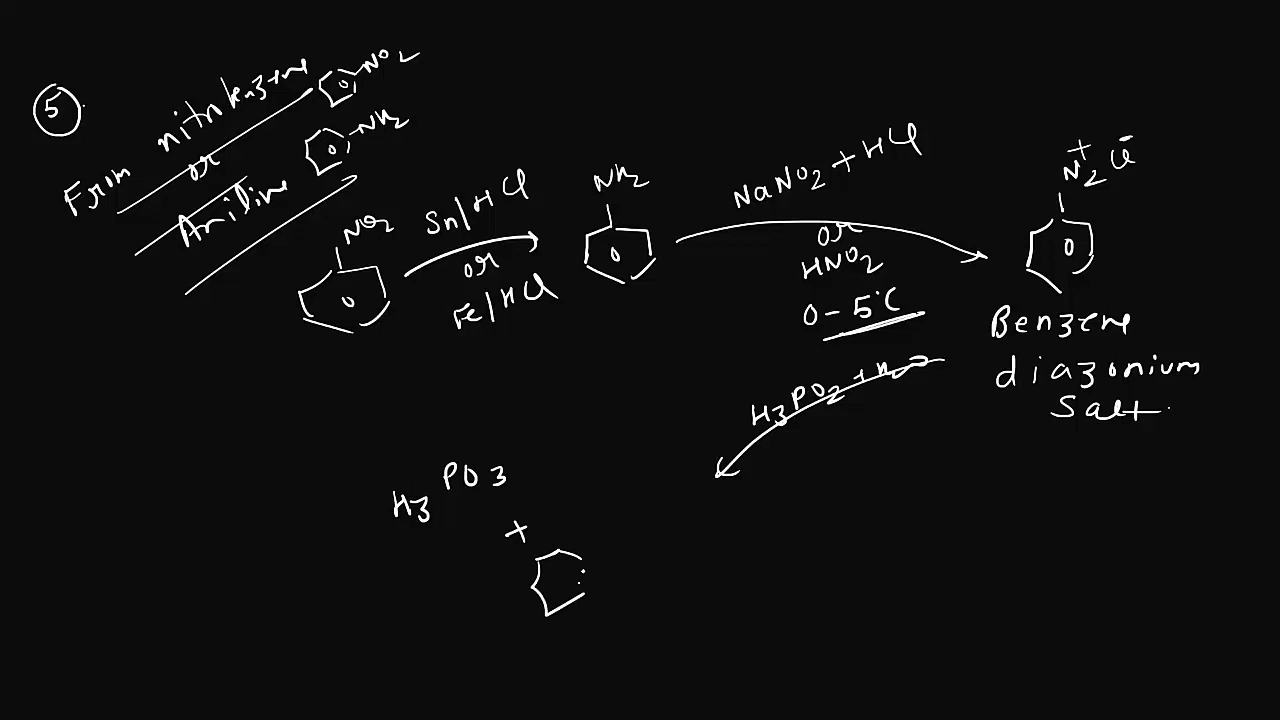 5
From nitrobenzene NO2
or
Aniline NH2
NO2
Sn/HCl
or
Fe/HCl
NH2
NaNO2 + HCl
or
HNO2
0-5°C
N2+ Cl-
Benzene
diazonium
Salt
H3PO2 + H2O
H3PO3
+